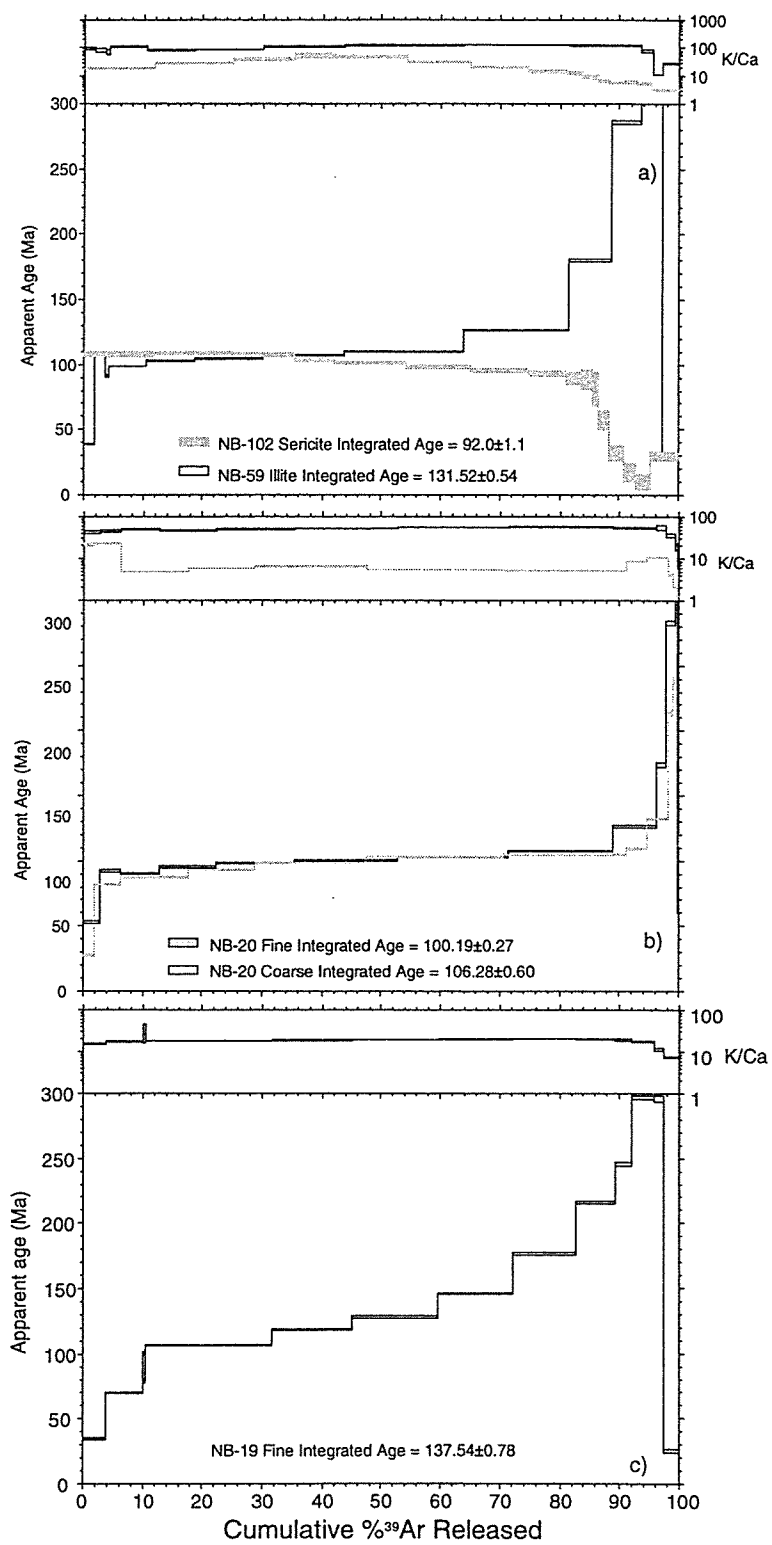 1000
100
K/Ca
10
300
1
a)
250
200
Apparent Age (Ma)
150
100
50
NB-102 Sericite Integrated Age = 92.0±1.1
NB-59 Illite Integrated Age = 131.52±0.54
0
100
10
K/Ca
1
300
250
200
Apparent Age (Ma)
150
100
50
NB-20 Fine Integrated Age = 100.19±0.27
b)
NB-20 Coarse Integrated Age = 106.28±0.60
0
100
10 K/Ca
300
1
250
200
Apparent age (Ma)
150
100
50
NB-19 Fine Integrated Age = 137.54±0.78
c)
0
0 10 20 30 40 50 60 70 80 90 100
Cumulative %³⁹Ar Released